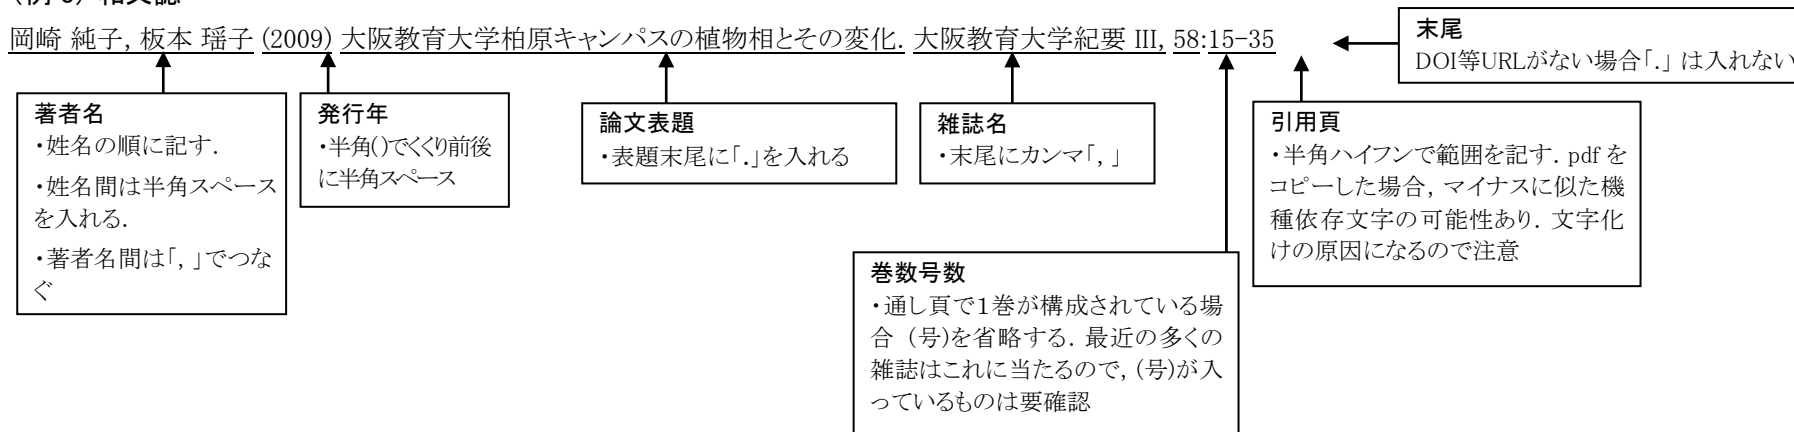 岡崎 純子, 板本 瑶子 (2009) 大阪教育大学柏原キャンパスの植物相とその変化. 大阪教育大学紀要 III, 58:15-35
末尾
DOI等URLがない場合「.」は入れない
著者名
・姓名の順に記す.
・姓名間は半角スペース
を入れる.
・著者名間は「, 」でつな
ぐ
発行年
・半角()でくくり前後
に半角スペース
論文表題
・表題末尾に「.」を入れる
雑誌名
・末尾にカンマ「, 」
引用頁
・半角ハイフンで範囲を記す. pdf を
コピーした場合, マイナスに似た機
種依存文字の可能性あり. 文字化
けの原因になるので注意
巻数号数
・通し頁で1巻が構成されている場
合 (号)を省略する. 最近の多くの
雑誌はこれに当たるので, (号)が入
っているものは要確認